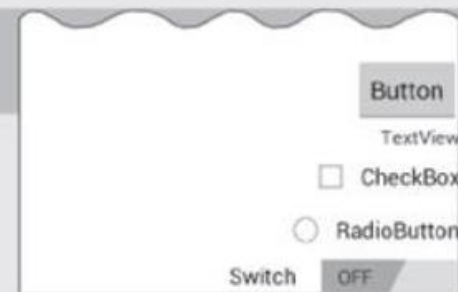 Button
TextView
CheckBox
RadioButton
Switch OFF